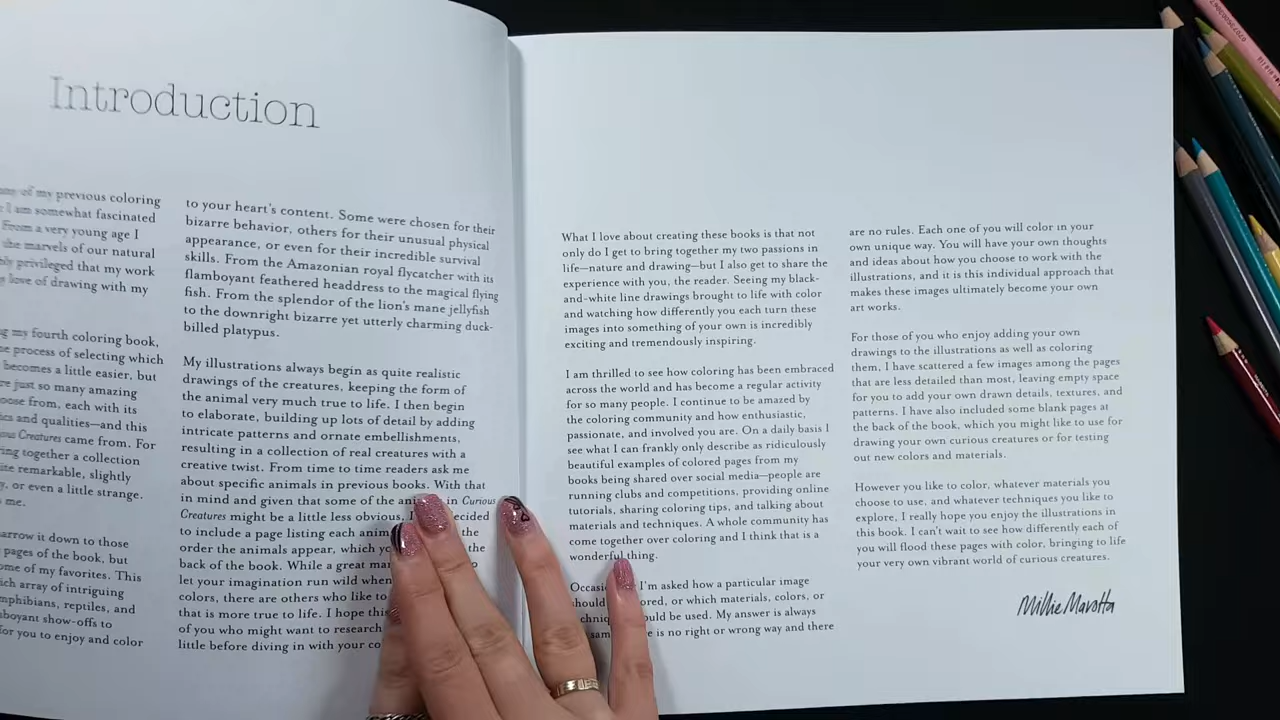 Introduction
any of my previous coloring
I am somewhat fascinated
From a very young age I
the marvels of our natural
privileged that my work
love of drawing with my
my fourth coloring book,
process of selecting which
becomes a little easier, but
just so many amazing
from, each with its
and qualities—and this
Creatures came from. For
together a collection
remarkable, slightly
or even a little strange.
me.
down to those
pages of the book, but
of my favorites. This
array of intriguing
amphibians, reptiles, and
show-offs to
for you to enjoy and color
to your heart's content. Some were chosen for their
bizarre behavior, others for their unusual physical
appearance, or even for their incredible survival
skills. From the Amazonian royal flycatcher with its
flamboyant feathered headdress to the magical flying
fish. From the splendor of the lion's mane jellyfish
to the downright bizarre yet utterly charming duck-
billed platypus.
My illustrations always begin as quite realistic
drawings of the creatures, keeping the form of
the animal very much true to life. I then begin
to elaborate, building up lots of detail by adding
intricate patterns and ornate embellishments,
resulting in a collection of real creatures with a
creative twist. From time to time readers ask me
about specific animals in previous books. With that
in mind and given that some of the in Curious
Creatures might be a little less obvious, I decided
to include a page listing each the
order the animals appear, which the
back of the book. While a great
let your imagination run wild when
colors, there are others who like to
that is more true to life. I hope this
of you who might want to research
little before diving in with your
What I love about creating these books is that not
only do I get to bring together my two passions in
life—nature and drawing—but I also get to share the
experience with you, the reader. Seeing my black-
and-white line drawings brought to life with color
and watching how differently you each turn these
images into something of your own is incredibly
exciting and tremendously inspiring.
I am thrilled to see how coloring has been embraced
across the world and has become a regular activity
for so many people. I continue to be amazed by
the coloring community and how enthusiastic,
passionate, and involved you are. On a daily basis I
see what I can frankly only describe as ridiculously
beautiful examples of colored pages from my
books being shared over social media—people are
running clubs and competitions, providing online
tutorials, sharing coloring tips, and talking about
materials and techniques. A whole community has
come together over coloring and I think that is a
wonderful thing.
I'm asked how a particular image
should or which materials, colors, or
could be used. My answer is always
is no right or wrong way and there
are no rules. Each one of you will color in your
own unique way. You will have your own thoughts
and ideas about how you choose to work with the
illustrations, and it is this individual approach that
makes these images ultimately become your own
art works.
For those of you who enjoy adding your own
drawings to the illustrations as well as coloring
them, I have scattered a few images among the pages
that are less detailed than most, leaving empty space
for you to add your own drawn details, textures, and
patterns. I have also included some blank pages at
the back of the book, which you might like to use for
drawing your own curious creatures or for testing
out new colors and materials.
However you like to color, whatever materials you
choose to use, and whatever techniques you like to
explore, I really hope you enjoy the illustrations in
this book. I can't wait to see how differently each of
you will flood these pages with color, bringing to life
your very own vibrant world of curious creatures.
Millie Marotta